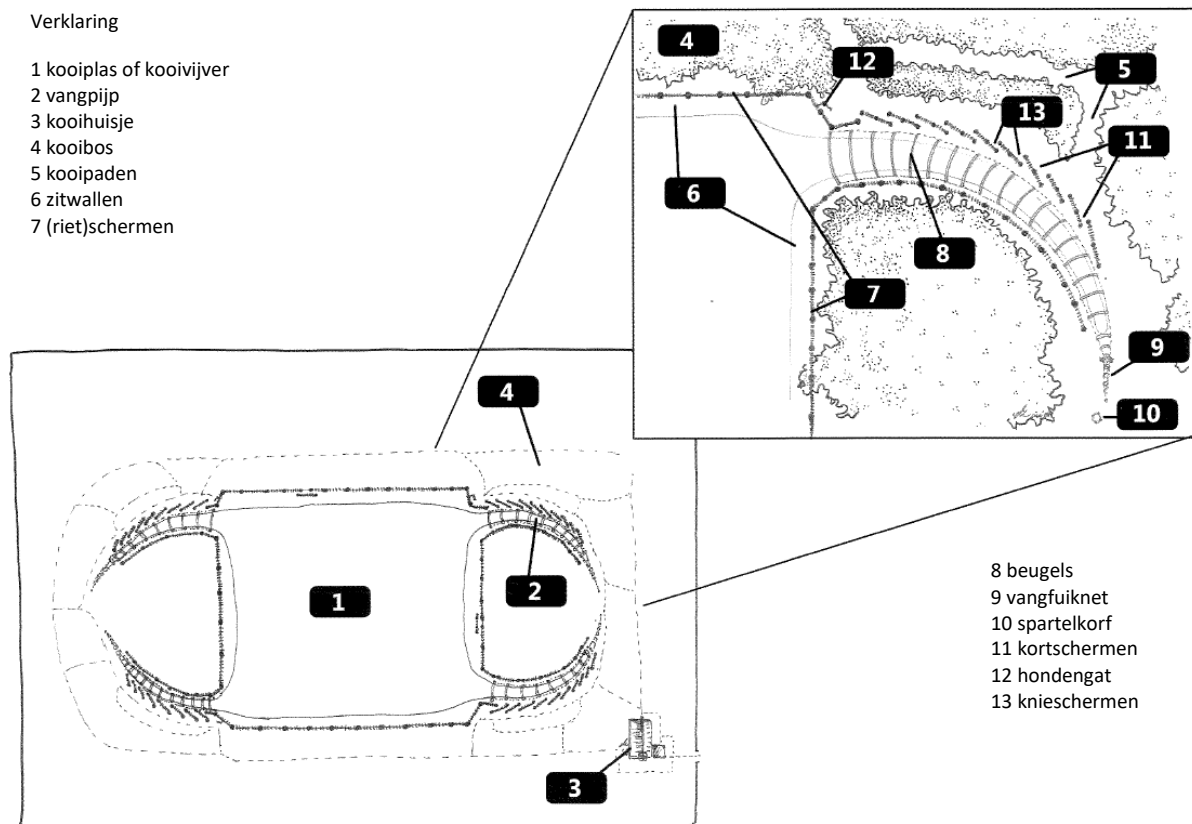 Verklaring
1 kooiplas of kooivijver
2 vangpijp
3 kooihuisje
4 kooibos
5 kooipaden
6 zitwallen
7 (riet)schermen
4
12
5
13
11
6
8
7
9
10
4
2
1
3
8 beugels
9 vangfuiknet
10 spartelkorf
11 kortschermen
12 hondengat
13 knieschermen